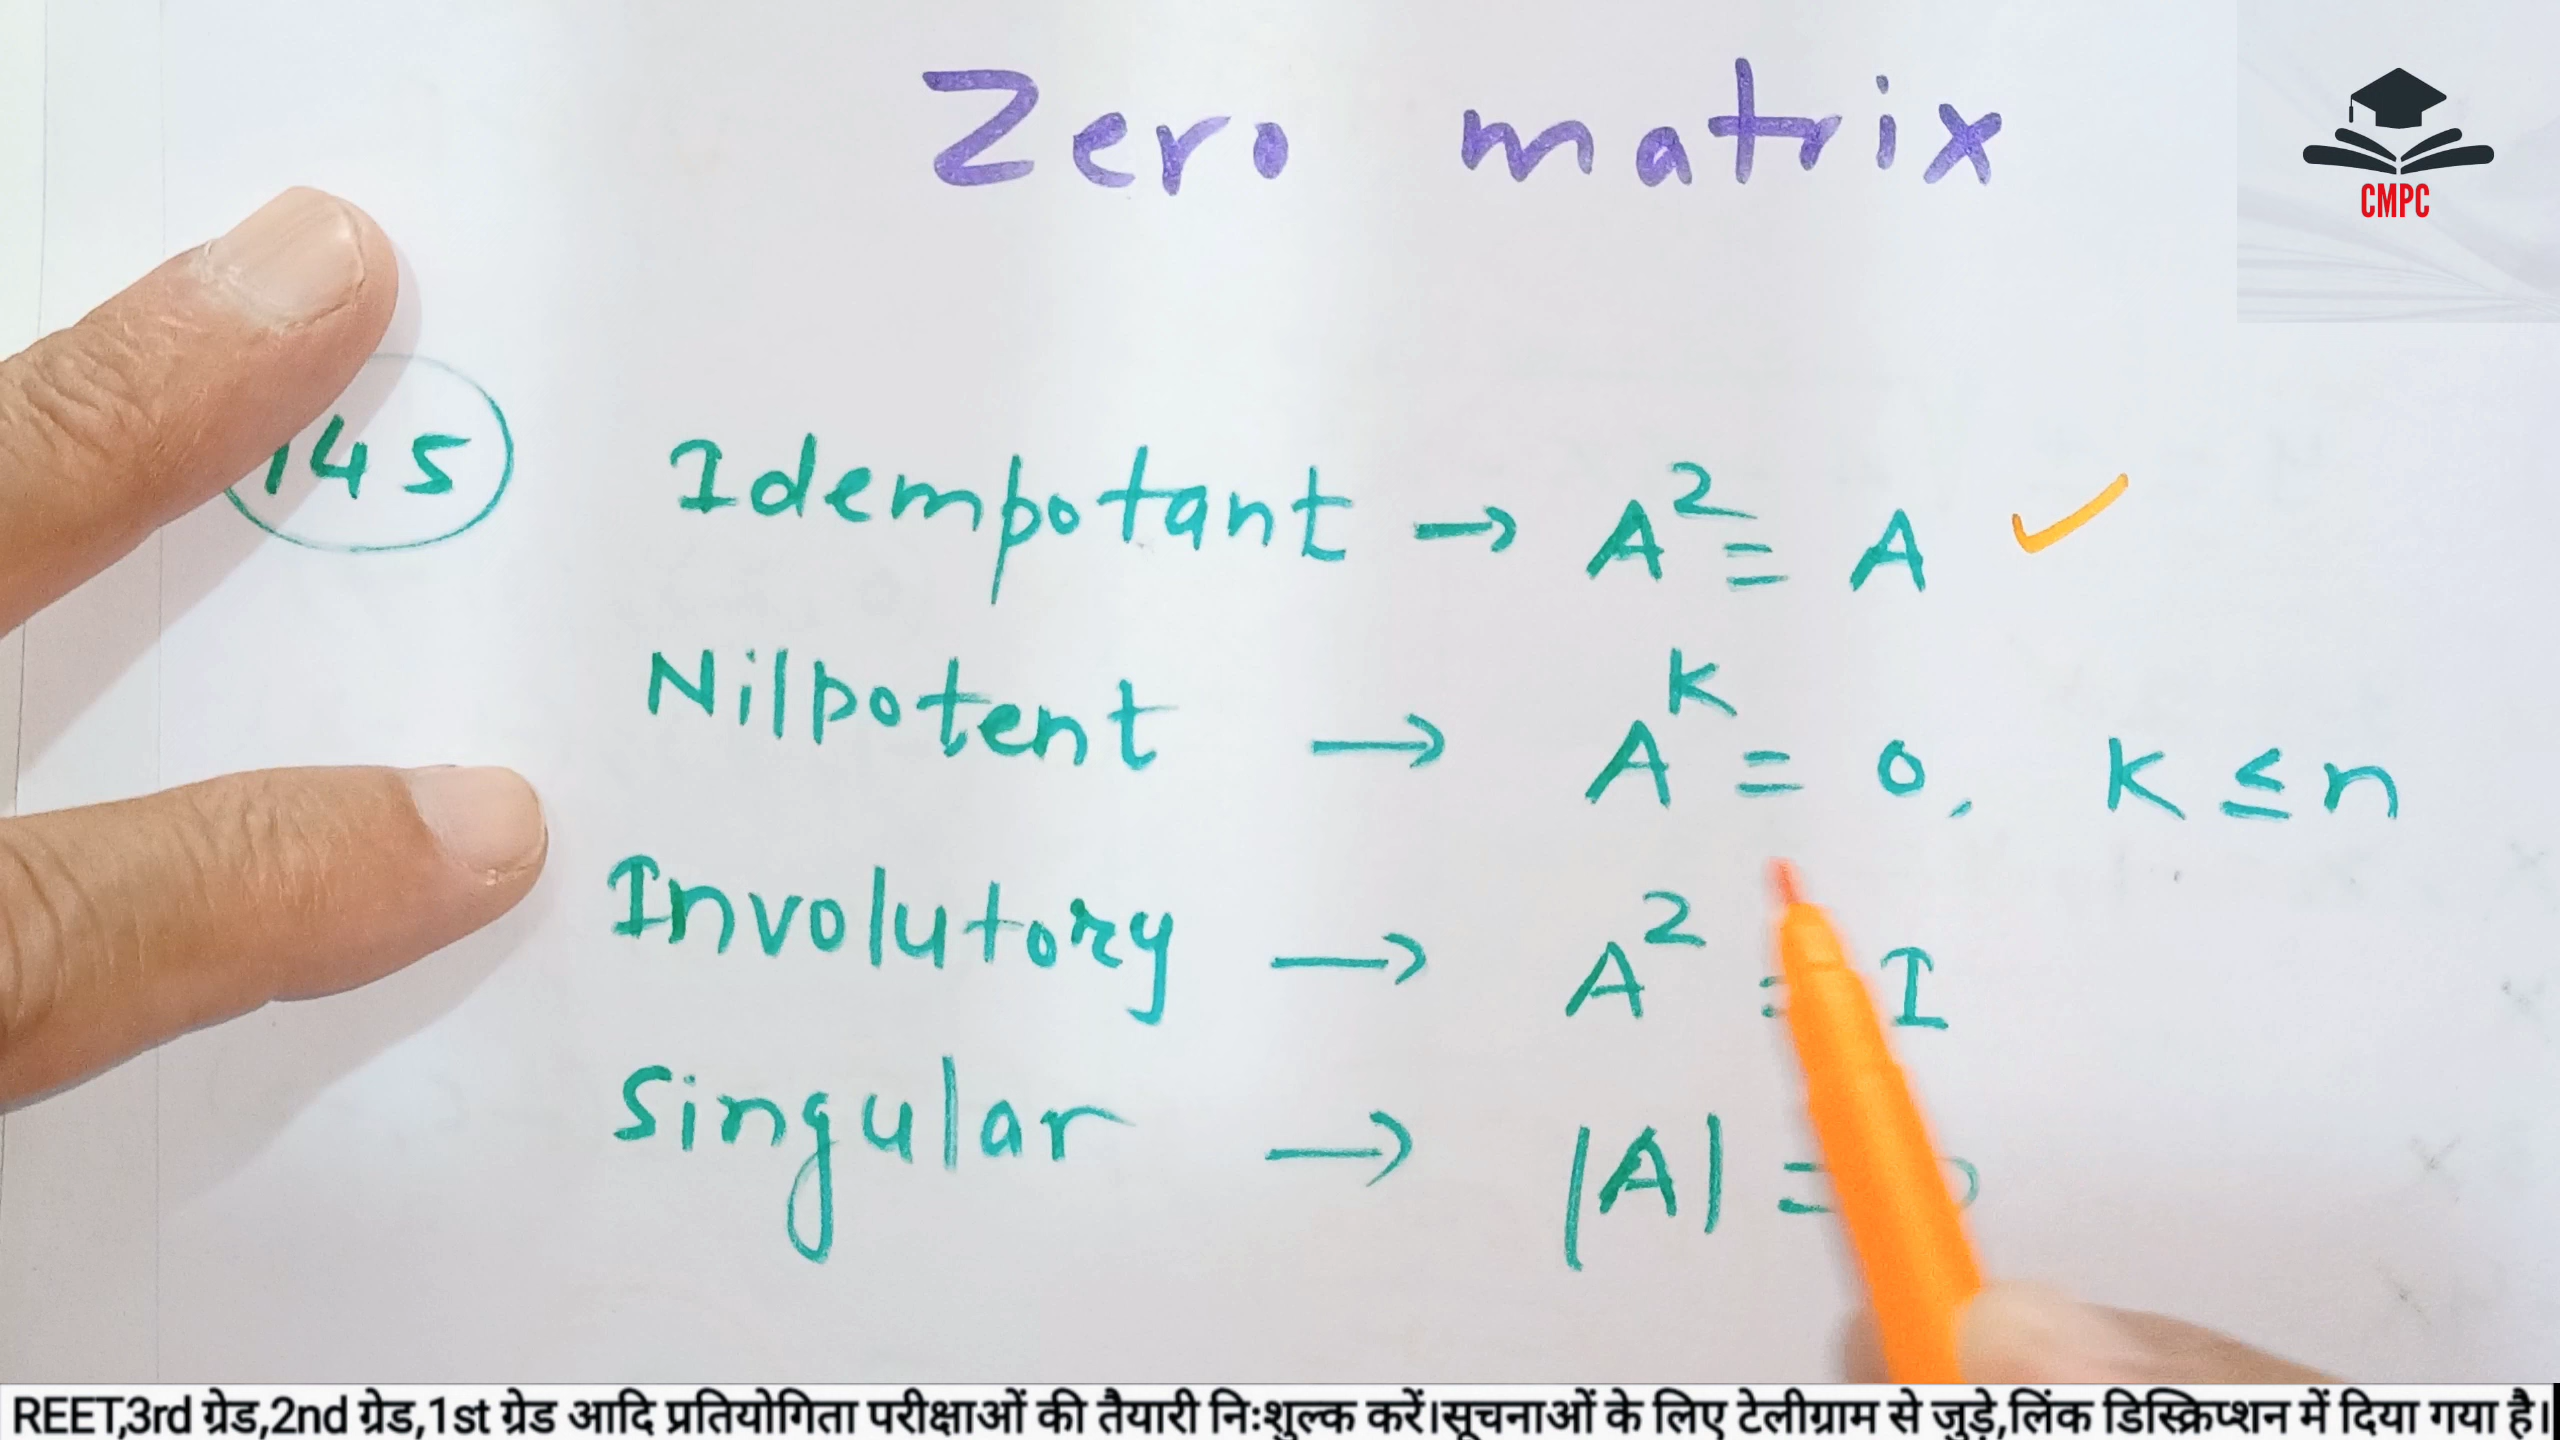 Zero matrix
CMPC
145
Idempotant → A² = A ✓
Nilpotent → A^K = 0, K ≤ n
Involutory → A² = I
Singular → |A| =
REET,3rd ग्रेड,2nd ग्रेड,1st ग्रेड आदि प्रतियोगिता परीक्षाओं की तैयारी निःशुल्क करें।सूचनाओं के लिए टेलीग्राम से जुड़े,लिंक डिस्क्रिप्शन में दिया गया है।